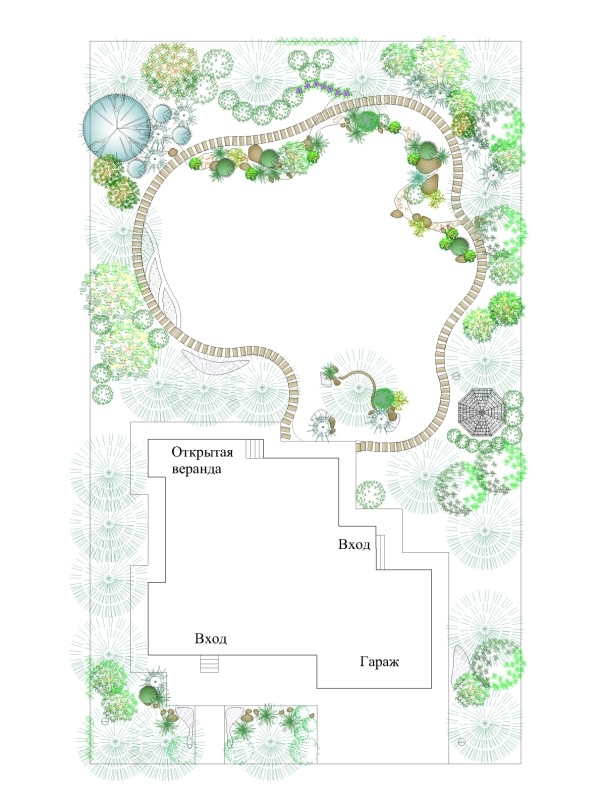 Открытая
веранда
Вход
Вход
Гараж